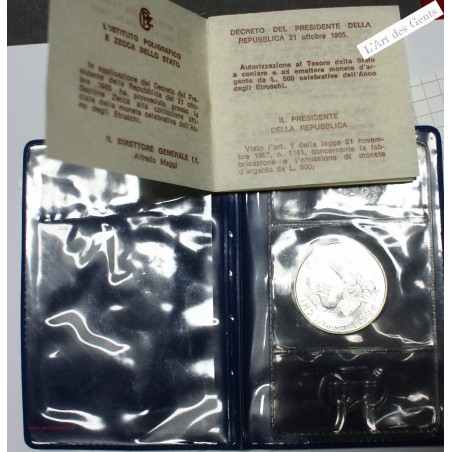 L'ISTITUTO POLIGRAFICO
E ZECCA DELLO STATO
In applicazione del Decreto del Pre-
sidente della Repubblica del 21 otto-
bre 1985 ha provveduto presso la
Sezione Zecca alla coniazione
della moneta celebrativa dell'An-
no degli Etruschi.
IL DIRETTORE GENERALE f.f.
Alfredo Maggi
DECRETO DEL PRESIDENTE DELLA
REPUBBLICA 21 ottobre 1985.
Autorizzazione al Tesoro dello Stato
a coniare e ad emettere monete d'ar-
gento da L. 500 celebrative dell'Anno
degli Etruschi.
IL PRESIDENTE
DELLA REPUBBLICA
Visto l'art. 1 della legge 21 novem-
bre 1967, n. 1141, concernente la fab-
bricazione e l'emissione di monete
d'argento da L. 500;
L'Art des Gents